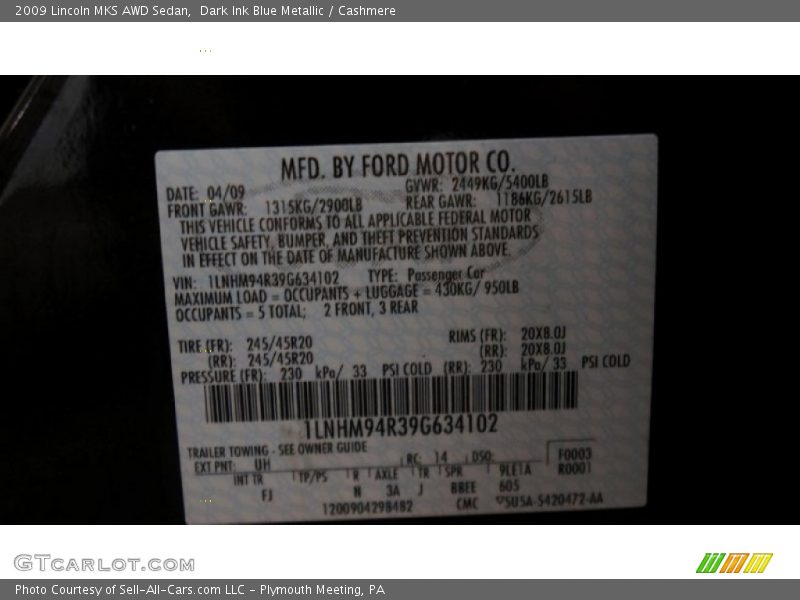 2009 Lincoln MKS AWD Sedan,  Dark Ink Blue Metallic / Cashmere
MFD. BY FORD MOTOR CO.
DATE: 04/09 GVWR: 2449KG/5400LB
FRONT GAWR: 1315KG/2900LB REAR GAWR: 1186KG/2615LB
THIS VEHICLE CONFORMS TO ALL APPLICABLE FEDERAL MOTOR
VEHICLE SAFETY, BUMPER, AND THEFT PREVENTION STANDARDS
IN EFFECT ON THE DATE OF MANUFACTURE SHOWN ABOVE.
VIN: 1LNHM94R39G634102 TYPE: Passenger Car
MAXIMUM LOAD = OCCUPANTS + LUGGAGE = 430KG/ 950LB
OCCUPANTS = 5 TOTAL; 2 FRONT, 3 REAR
TIRE (FR): 245/45R20 RIMS (FR): 20X8.0J
(RR): 245/45R20 (RR): 20X8.0J
PRESSURE (FR): 230 kPa/ 33 PSI COLD (RR): 230 kPa/ 33 PSI COLD
1LNHM94R39G634102
TRAILER TOWING - SEE OWNER GUIDE
EXT PNT: UH RC: 14 DSO: F0003
R0001
INT TR TP/PS R AXLE TR SPR 9LE1A
FJ N 3A J BBEE 605
1200904298482 CMC 5U5A-5420472-AA
GTCARLOT.COM
Photo Courtesy of Sell-All-Cars.com LLC - Plymouth Meeting, PA